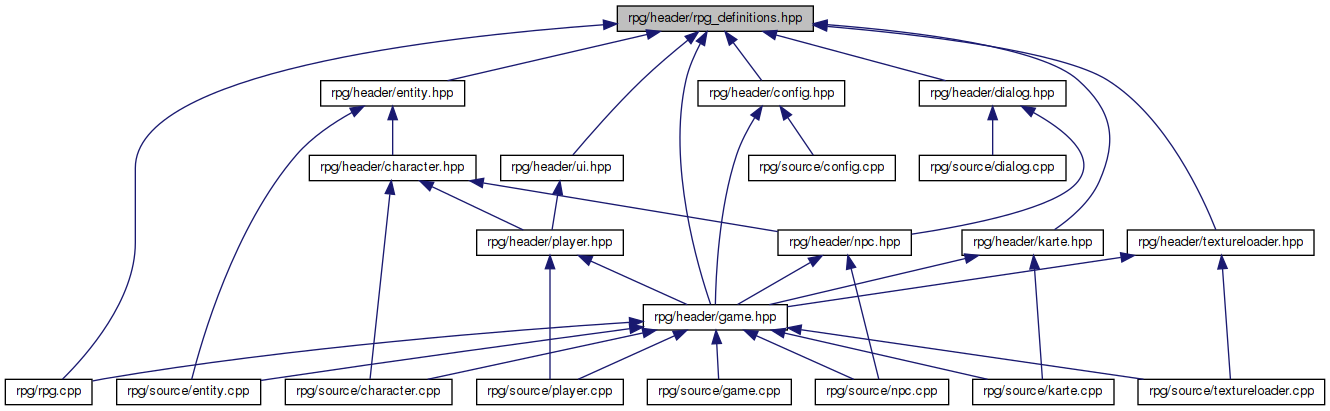 rpg/header/rpg_definitions.hpp
rpg/header/entity.hpp
rpg/header/config.hpp
rpg/header/dialog.hpp
rpg/header/character.hpp
rpg/header/ui.hpp
rpg/source/config.cpp
rpg/source/dialog.cpp
rpg/header/player.hpp
rpg/header/npc.hpp
rpg/header/karte.hpp
rpg/header/textureloader.hpp
rpg/header/game.hpp
rpg/rpg.cpp
rpg/source/entity.cpp
rpg/source/character.cpp
rpg/source/player.cpp
rpg/source/game.cpp
rpg/source/npc.cpp
rpg/source/karte.cpp
rpg/source/textureloader.cpp